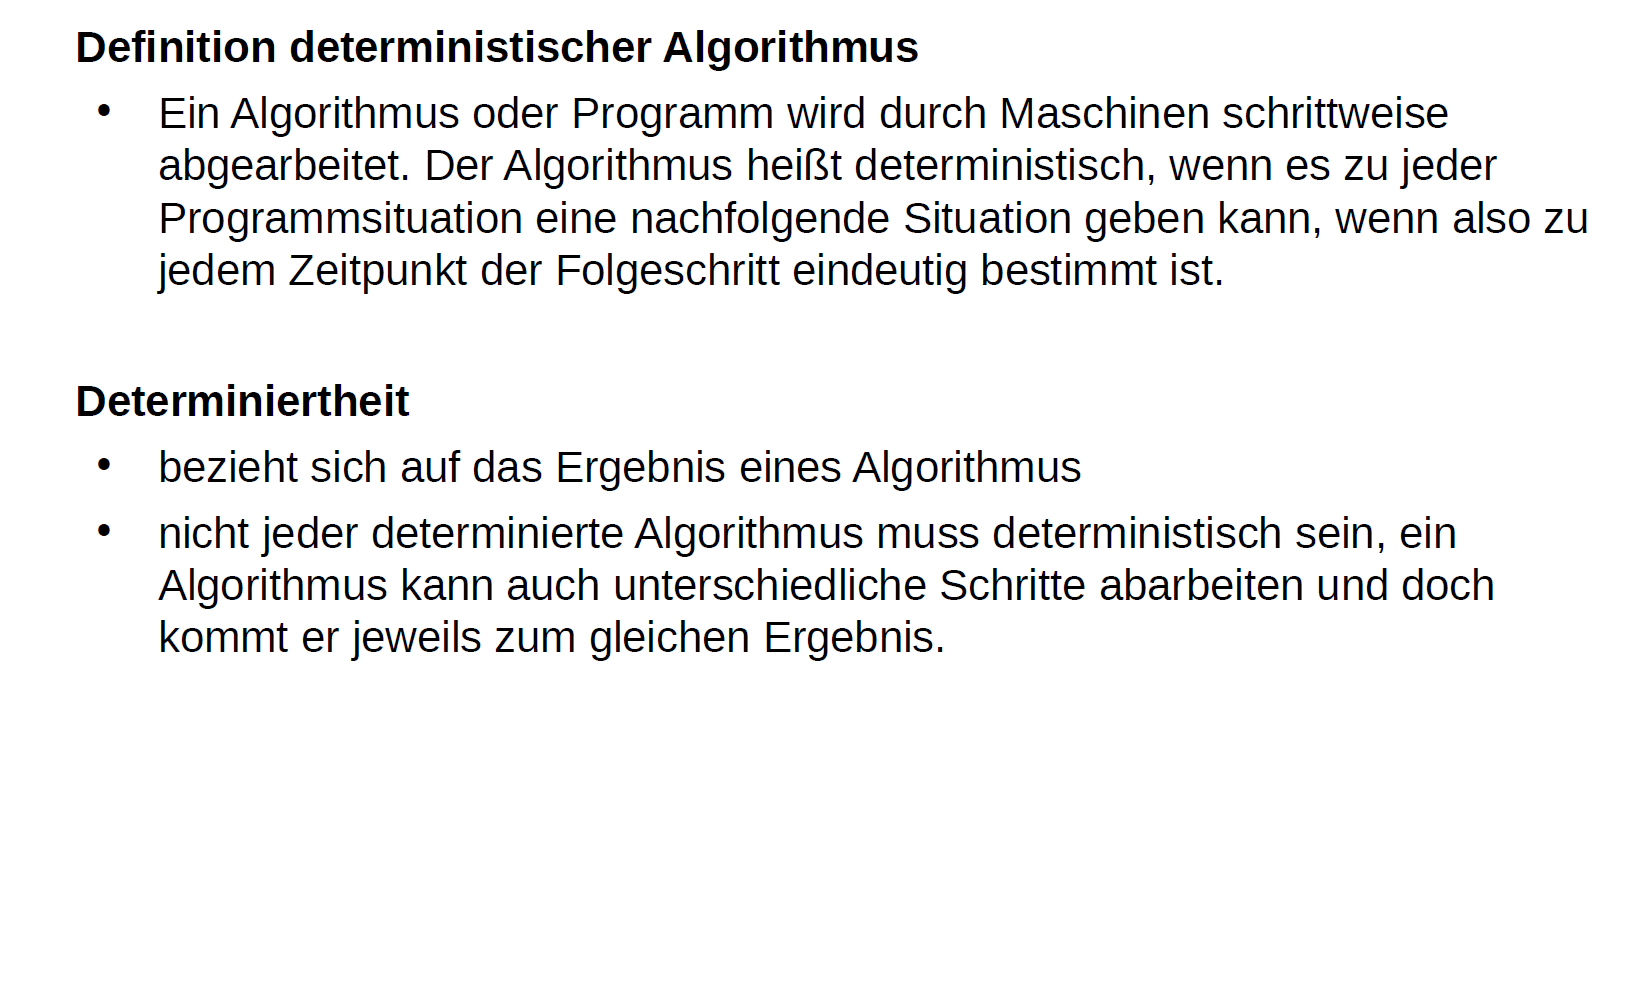 Definition deterministischer Algorithmus
• Ein Algorithmus oder Programm wird durch Maschinen schrittweise
abgearbeitet. Der Algorithmus heißt deterministisch, wenn es zu jeder
Programmsituation eine nachfolgende Situation geben kann, wenn also zu
jedem Zeitpunkt der Folgeschritt eindeutig bestimmt ist.
Determiniertheit
• bezieht sich auf das Ergebnis eines Algorithmus
• nicht jeder determinierte Algorithmus muss deterministisch sein, ein
Algorithmus kann auch unterschiedliche Schritte abarbeiten und doch
kommt er jeweils zum gleichen Ergebnis.